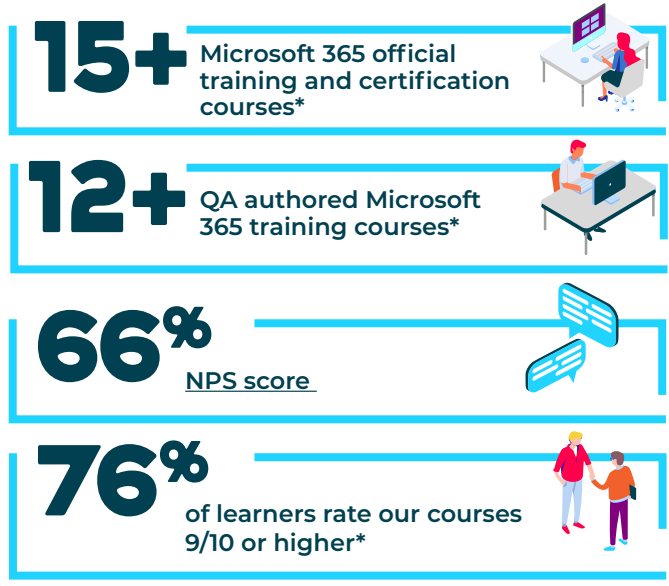 15+
Microsoft 365 official
training and certification
courses*
12+
QA authored Microsoft
365 training courses*
66%
NPS score
76%
of learners rate our courses
9/10 or higher*